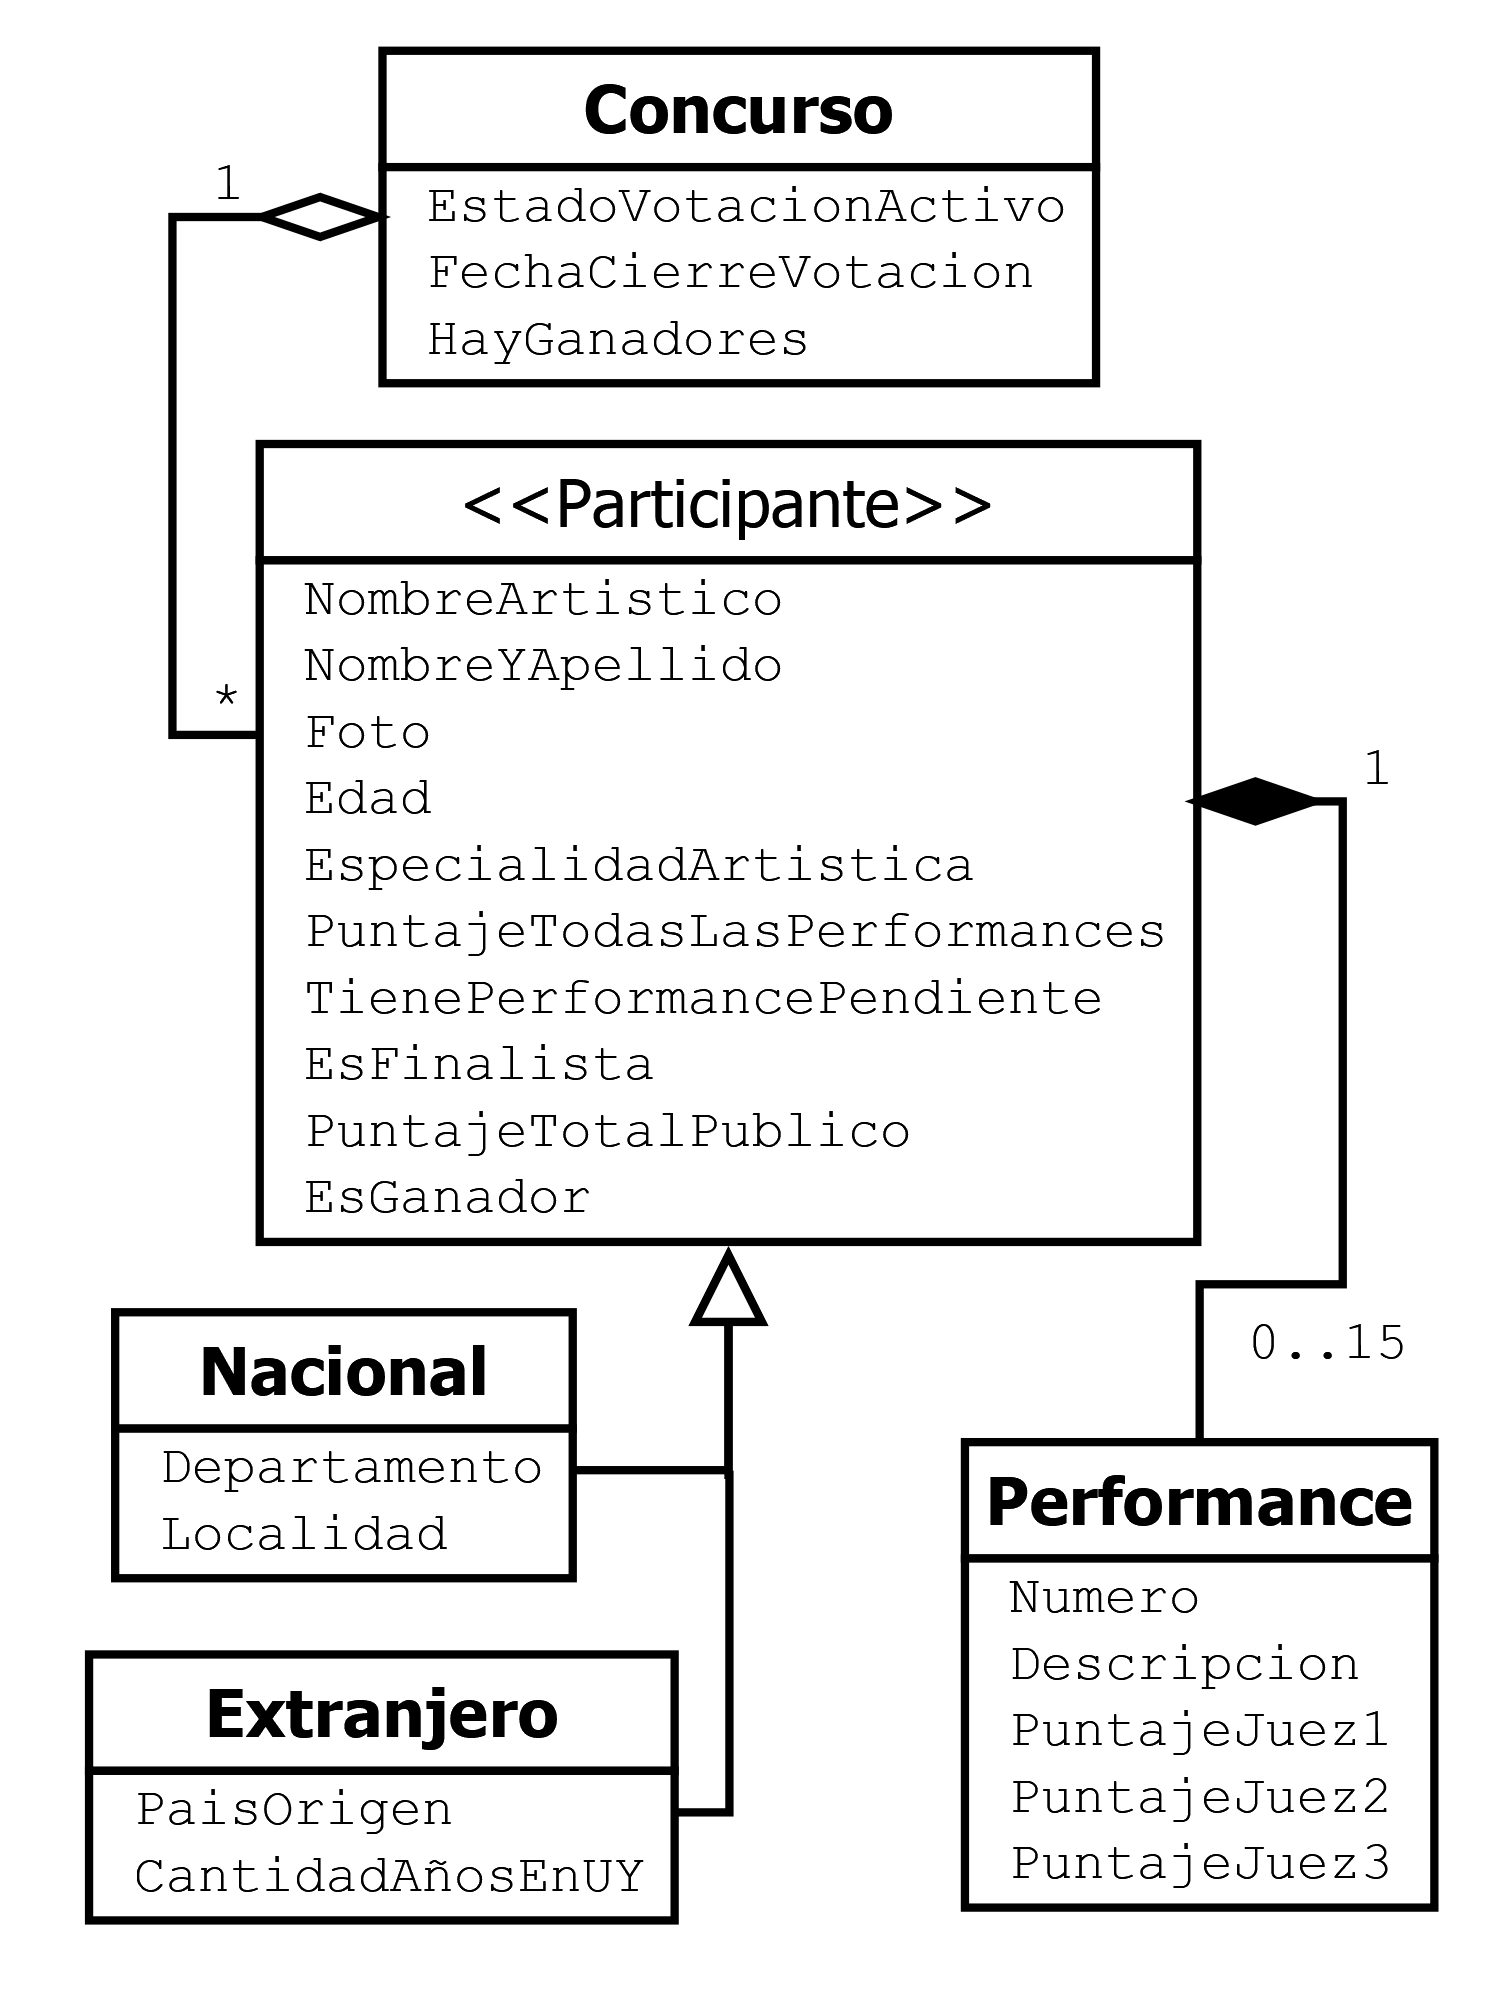 Concurso
1
EstadoVotacionActivo
FechaCierreVotacion
HayGanadores
<<Participante>>
NombreArtistico
NombreYApellido
*
Foto
Edad
1
EspecialidadArtistica
PuntajeTodasLasPerformances
TienePerformancePendiente
EsFinalista
PuntajeTotalPublico
EsGanador
0..15
Nacional
Departamento
Localidad
Performance
Numero
Descripcion
PuntajeJuez1
PuntajeJuez2
PuntajeJuez3
Extranjero
PaisOrigen
CantidadAñosEnUY